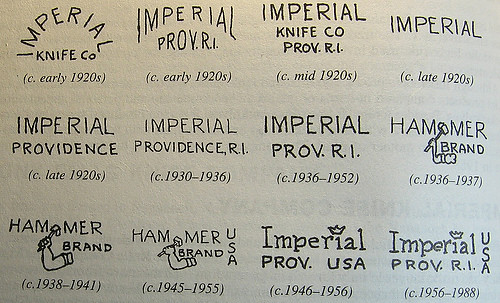 IMPERIAL
KNIFE CO
(c. early 1920s)
IMPERIAL
PROV. R.I.
(c. early 1920s)
IMPERIAL
KNIFE CO
PROV. R.I.
(c. mid 1920s)
IMPERIAL
(c. late 1920s)
IMPERIAL
PROVIDENCE
(c. late 1920s)
IMPERIAL
PROVIDENCE, R.I.
(c.1930–1936)
IMPERIAL
PROV. R.I.
(c.1936–1952)
HAMMER
BRAND
(c.1936–1937)
HAMMER
BRAND
(c.1938–1941)
HAMMER
BRAND
USA
(c.1945–1955)
Imperial
PROV. USA
(c.1946–1956)
Imperial
PROV. R.I.
USA
(c.1956–1988)